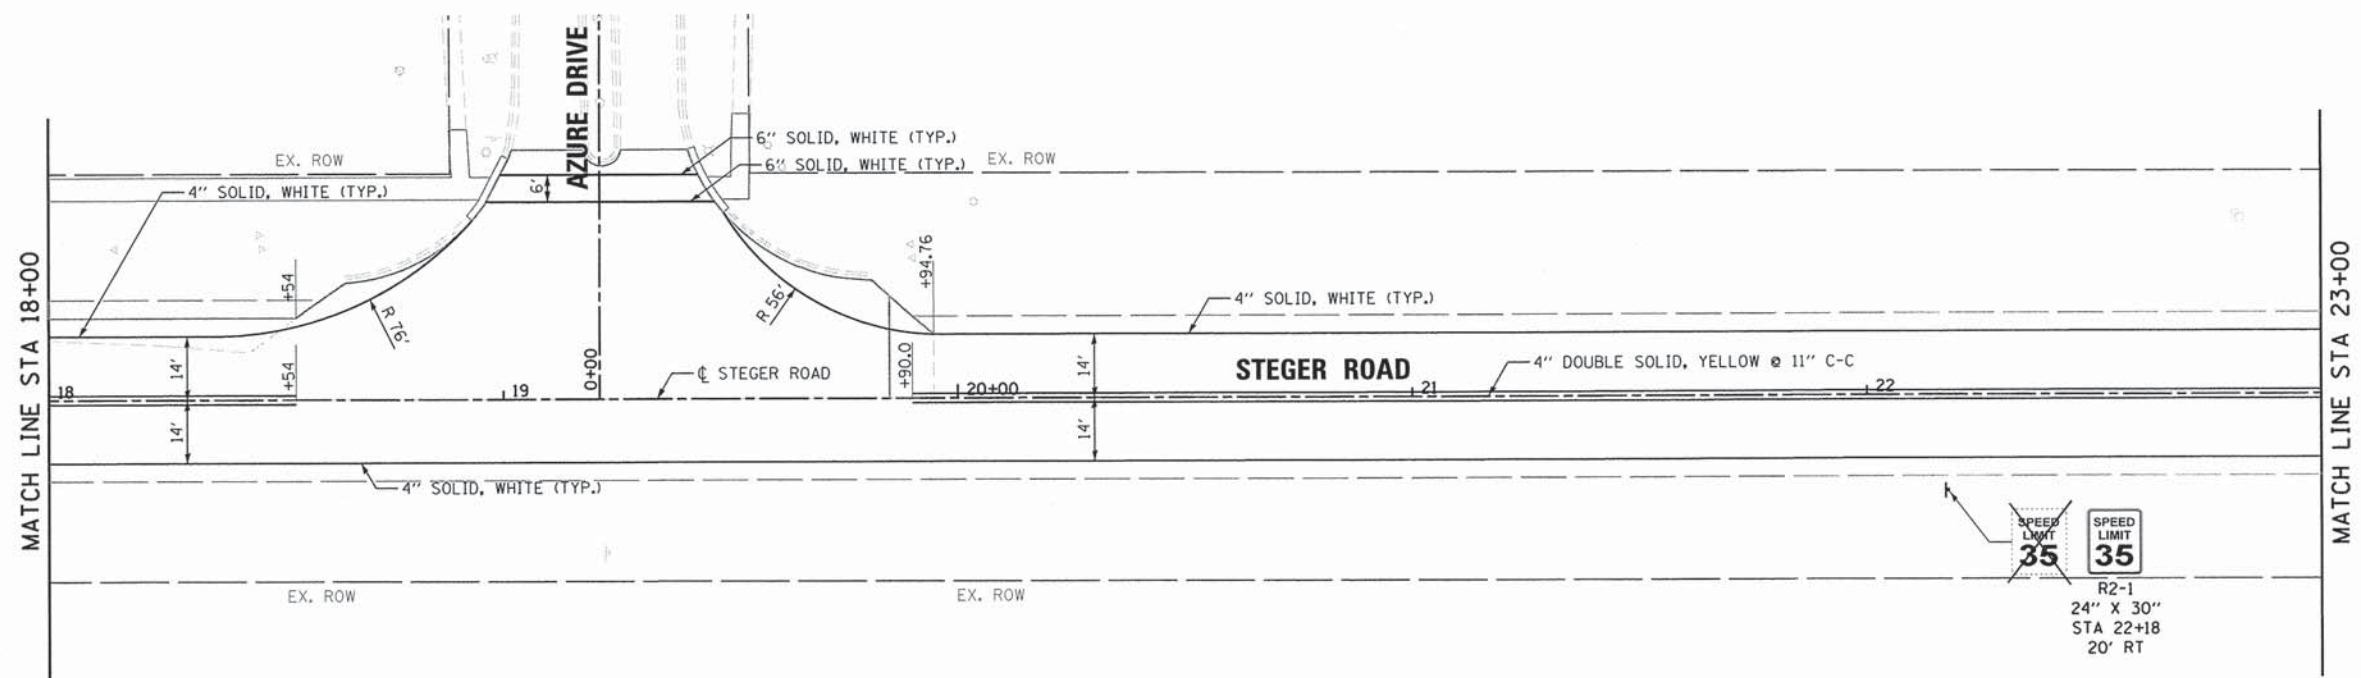 AZURE DRIVE
6" SOLID, WHITE (TYP.)
6" SOLID, WHITE (TYP.)
EX. ROW
EX. ROW
4" SOLID, WHITE (TYP.)
6'
MATCH LINE STA 18+00
+54
+94.76
MATCH LINE STA 23+00
4" SOLID, WHITE (TYP.)
R 76'
R 56'
14'
+54
0+00
℄ STEGER ROAD
+90.0
14'
STEGER ROAD
4" DOUBLE SOLID, YELLOW @ 11" C-C
18
19
20+00
21
22
14'
14'
4" SOLID, WHITE (TYP.)
SPEED
LIMIT
35
SPEED
LIMIT
35
EX. ROW
EX. ROW
R2-1
24" X 30"
STA 22+18
20' RT